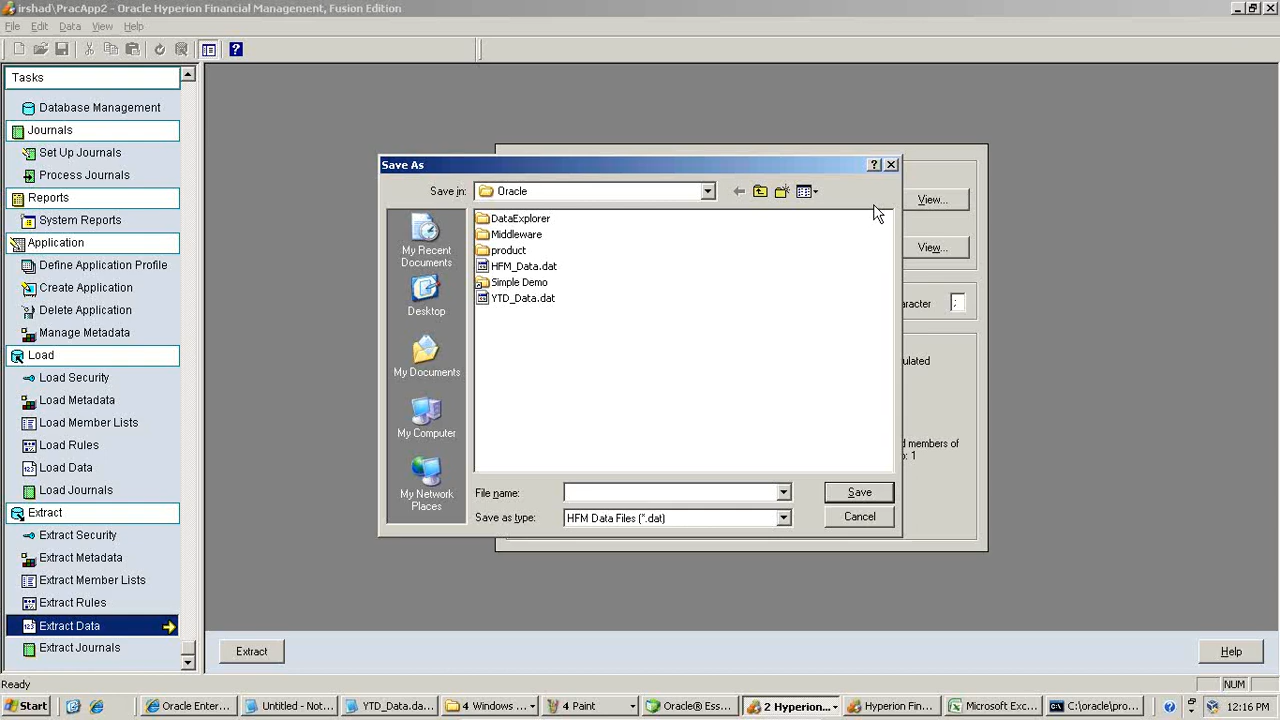 irshad/PracApp2 - Oracle Hyperion Financial Management, Fusion Edition
File Edit Data View Help
Tasks
Database Management
Journals
Set Up Journals
Process Journals
Reports
System Reports
Application
Define Application Profile
Create Application
Delete Application
Manage Metadata
Load
Load Security
Load Metadata
Load Member Lists
Load Rules
Load Data
Load Journals
Extract
Extract Security
Extract Metadata
Extract Member Lists
Extract Rules
Extract Data
Extract Journals
Save As
Save in: Oracle
My Recent
Documents
Desktop
My Documents
My Computer
My Network
Places
DataExplorer
Middleware
product
HFM_Data.dat
Simple Demo
YTD_Data.dat
File name: Save
Save as type: HFM Data Files (*.dat) Cancel
View...
View...
aracter ;
ulated
d members of
p: 1
Extract Help
Ready NUM
Start Oracle Enter... Untitled - Not... YTD_Data.da... 4 Windows ... 4 Paint Oracle® Ess... 2 Hyperion... Hyperion Fin... Microsoft Exc... C:\oracle\pro... 12:16 PM